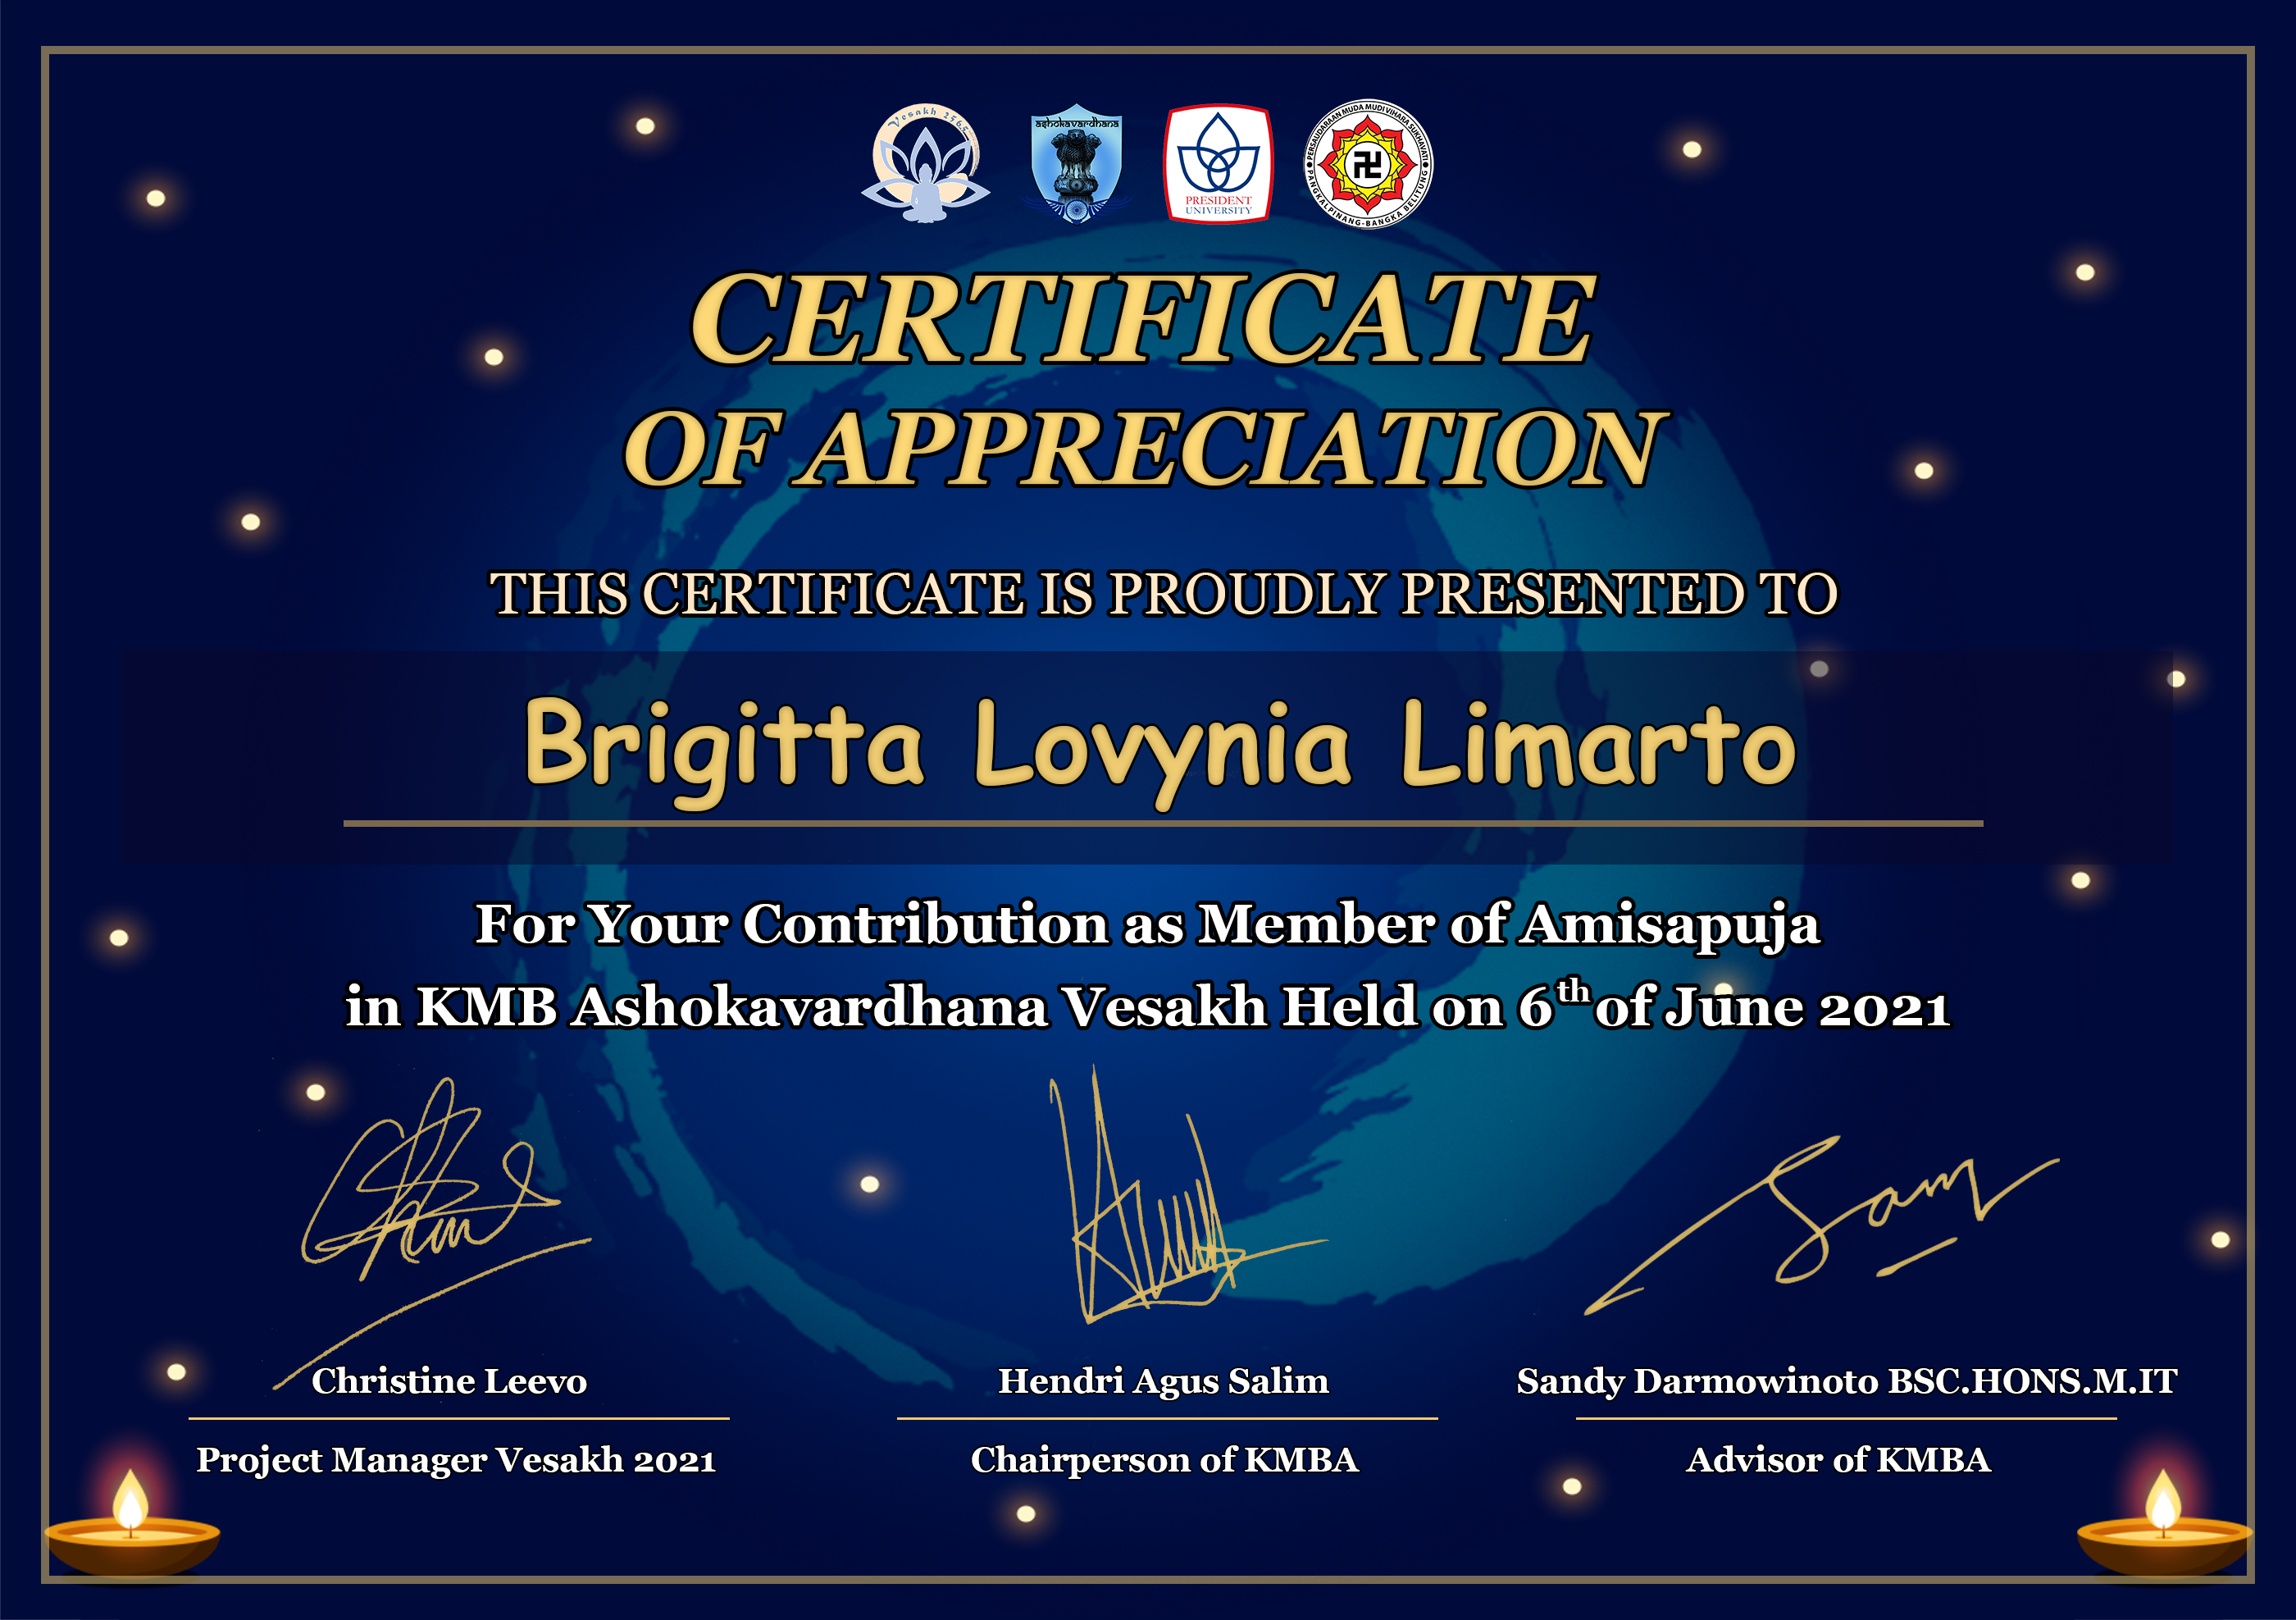 Vesakh 2565
ashokavardhana
PRESIDENT
UNIVERSITY
PERSAUDARAAN MUDA MUDI VIHARA SUKHAVATI
PANGKALPINANG-BANGKA BELITUNG
CERTIFICATE
OF APPRECIATION
THIS CERTIFICATE IS PROUDLY PRESENTED TO
Brigitta Lovynia Limarto
For Your Contribution as Member of Amisapuja
in KMB Ashokavardhana Vesakh Held on 6th of June 2021
Sam
Christine Leevo
Hendri Agus Salim
Sandy Darmowinoto BSC.HONS.M.IT
Project Manager Vesakh 2021
Chairperson of KMBA
Advisor of KMBA